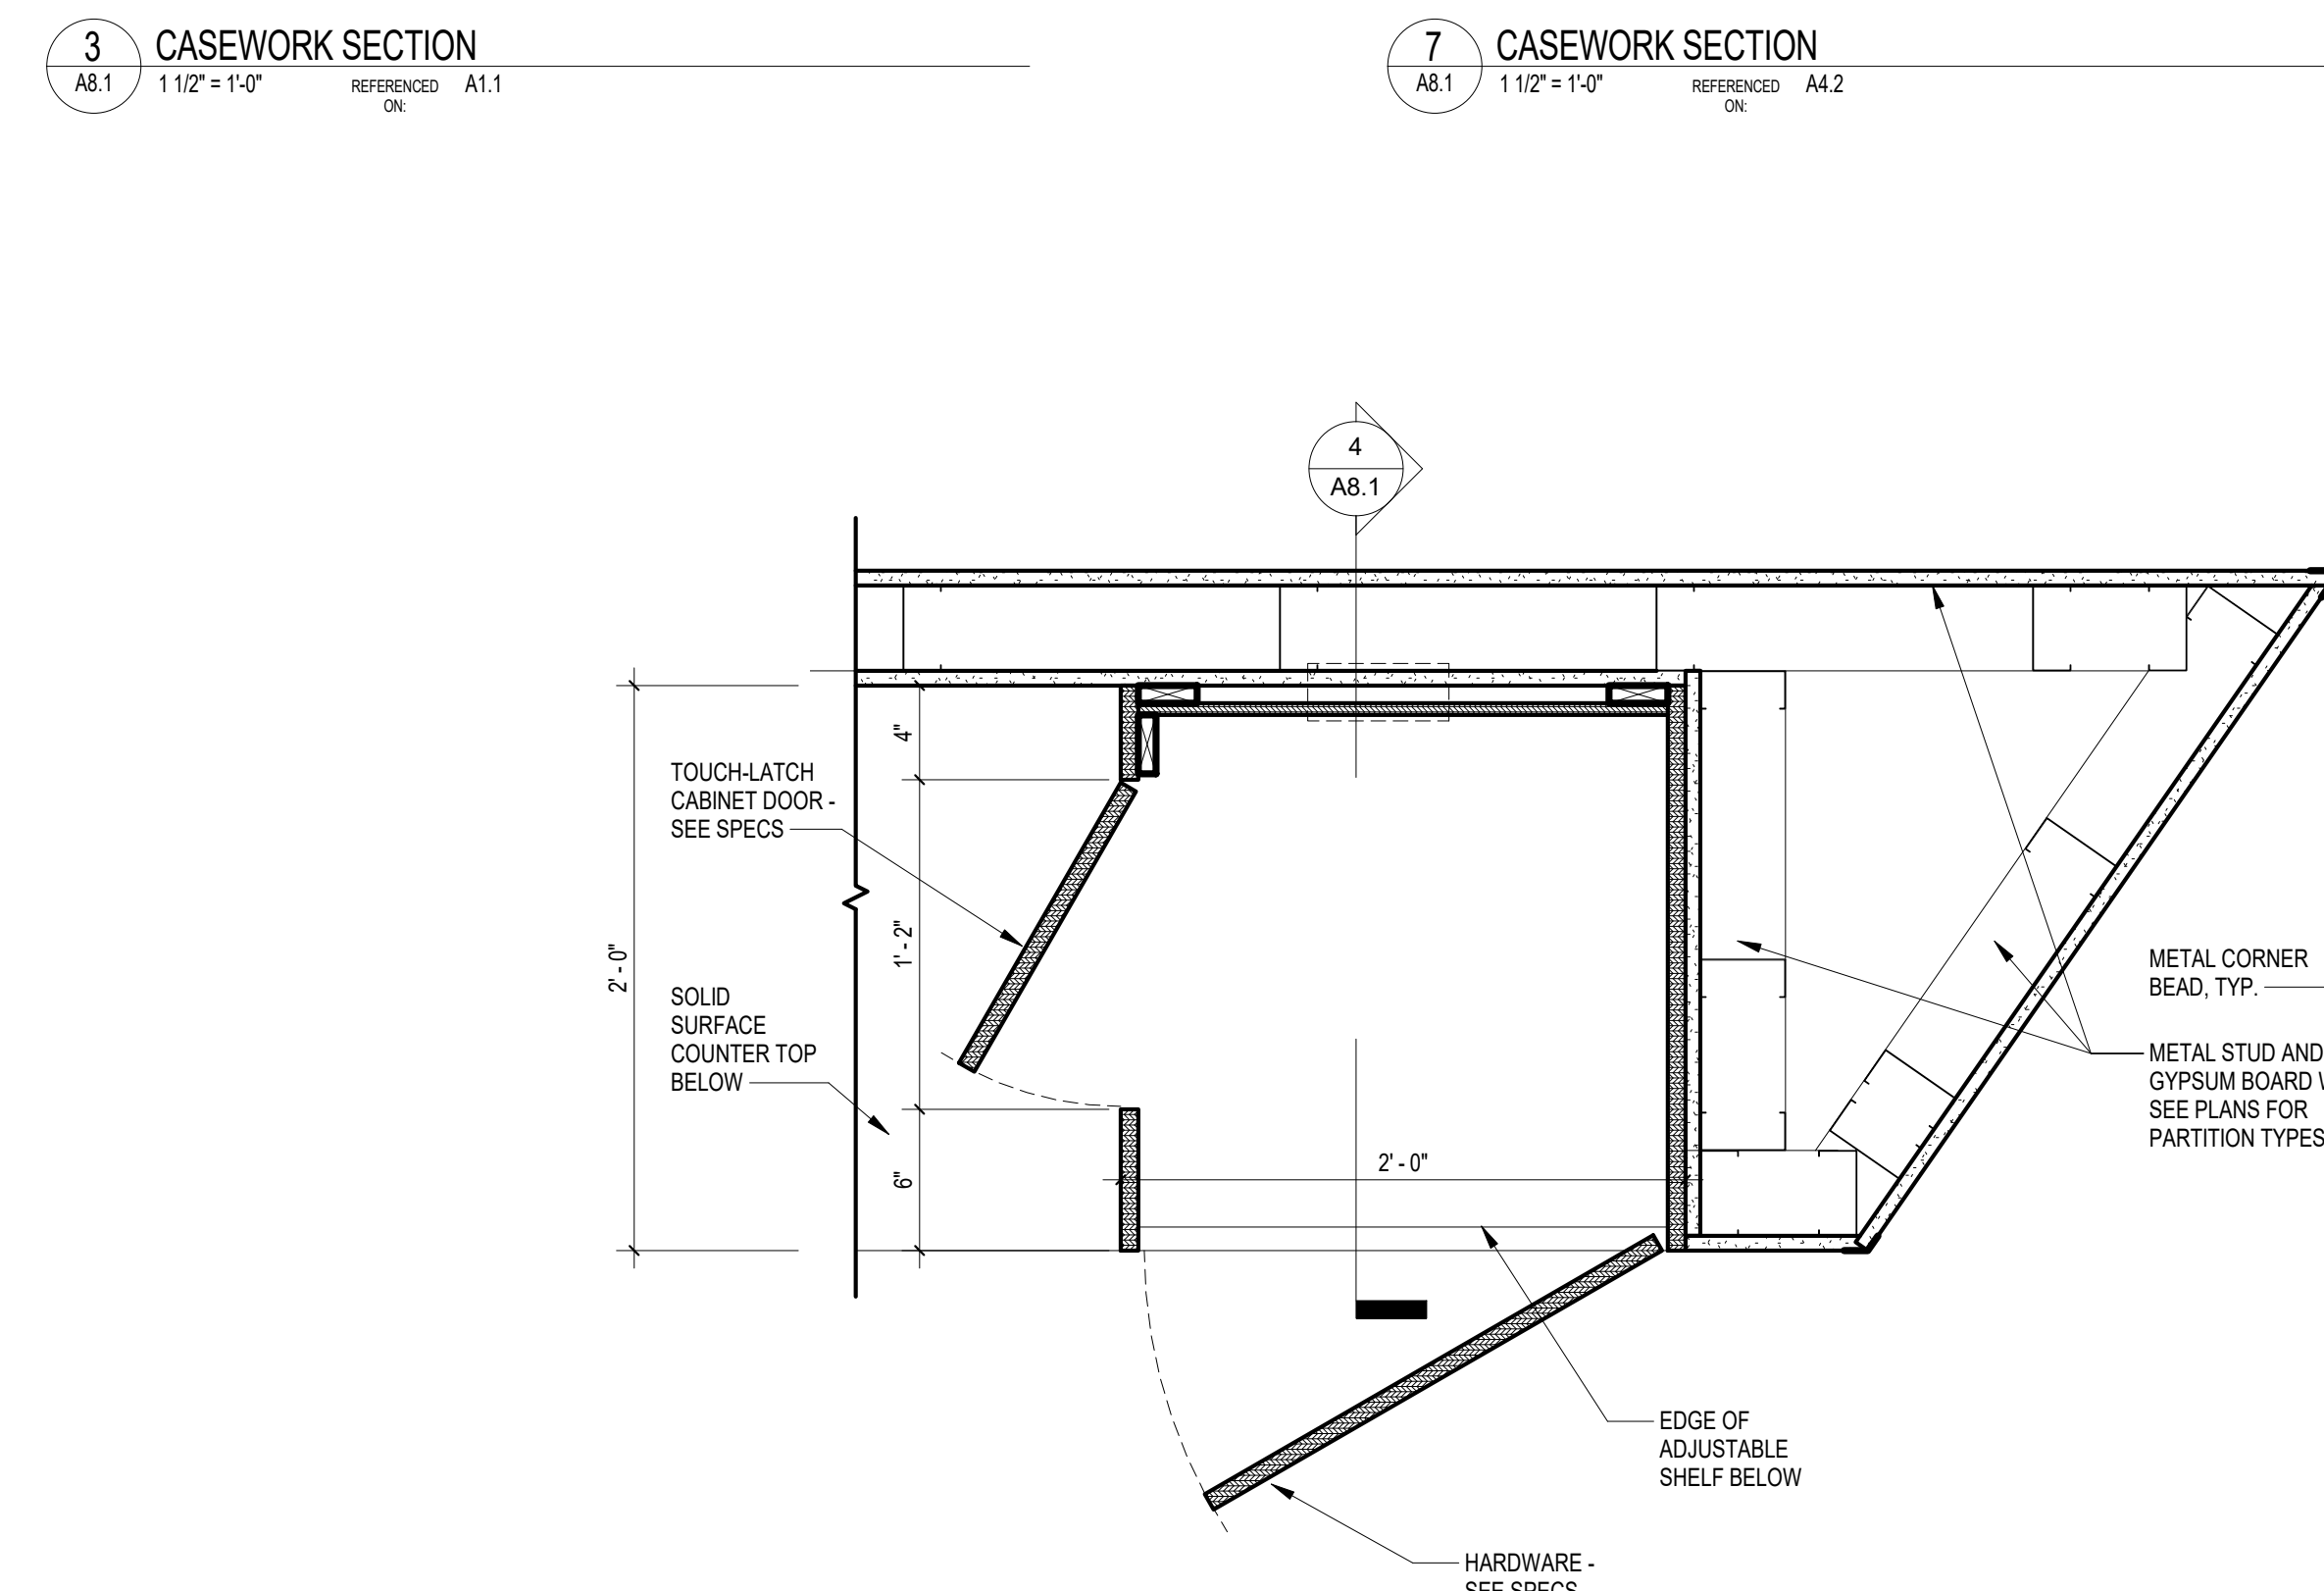 3
CASEWORK SECTION
A8.1
1 1/2" = 1'-0"
REFERENCED
ON:
A1.1
7
CASEWORK SECTION
A8.1
1 1/2" = 1'-0"
REFERENCED
ON:
A4.2
4
A8.1
4"
TOUCH-LATCH
CABINET DOOR -
SEE SPECS
1' - 2"
2' - 0"
SOLID
SURFACE
COUNTER TOP
BELOW
6"
2' - 0"
METAL CORNER
BEAD, TYP.
METAL STUD AND
GYPSUM BOARD
SEE PLANS FOR
PARTITION TYPES
EDGE OF
ADJUSTABLE
SHELF BELOW
HARDWARE -
SEE SPECS